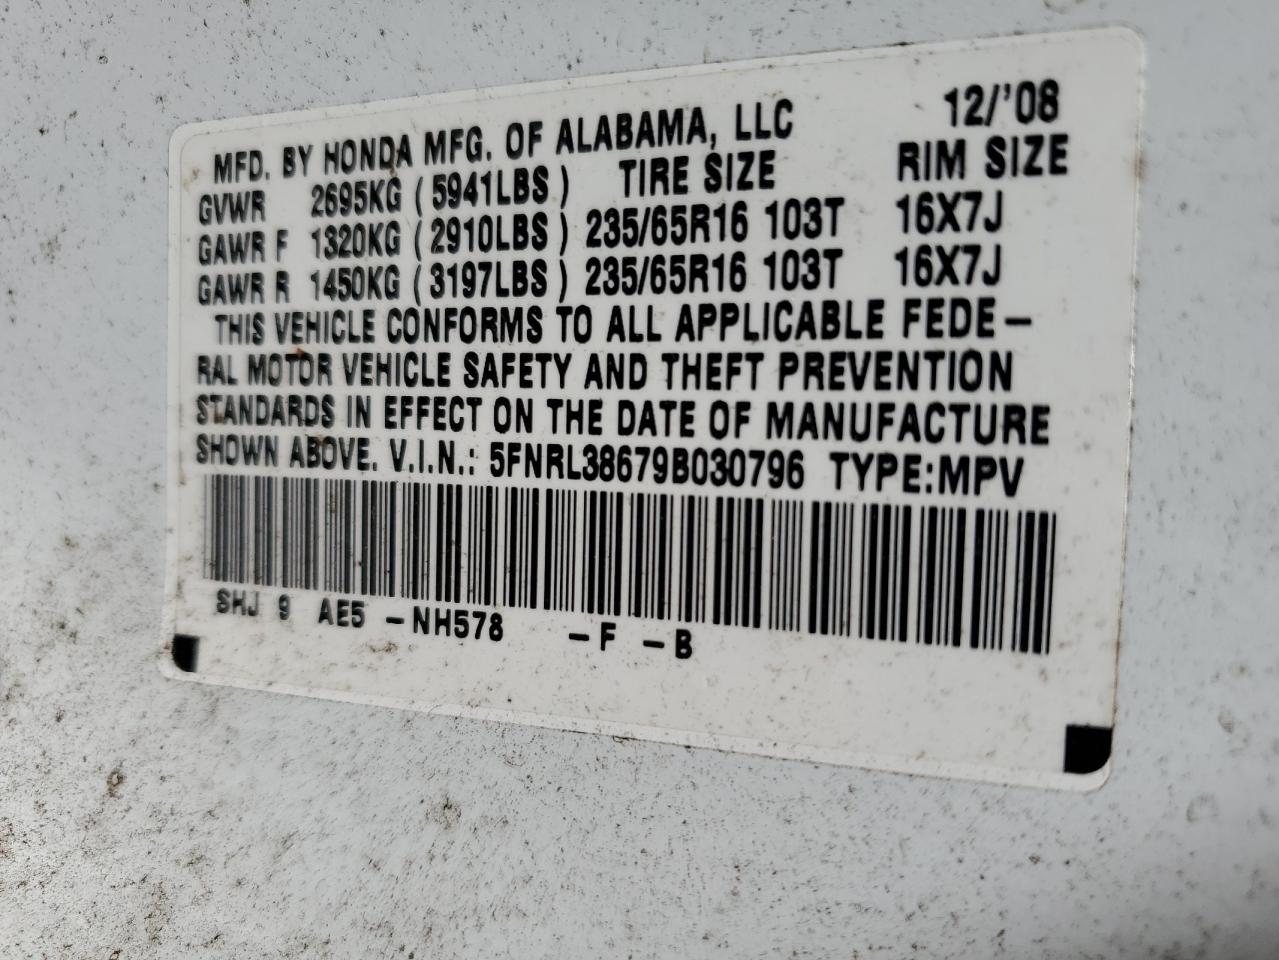 MFD. BY HONDA MFG. OF ALABAMA, LLC 12/'08
GVWR 2695KG ( 5941LBS ) TIRE SIZE RIM SIZE
GAWR F 1320KG ( 2910LBS ) 235/65R16 103T 16X7J
GAWR R 1450KG ( 3197LBS ) 235/65R16 103T 16X7J
THIS VEHICLE CONFORMS TO ALL APPLICABLE FEDE-
RAL MOTOR VEHICLE SAFETY AND THEFT PREVENTION
STANDARDS IN EFFECT ON THE DATE OF MANUFACTURE
SHOWN ABOVE. V.I.N.: 5FNRL38679B030796 TYPE:MPV
SHJ 9 AE5 -NH578 -F -B